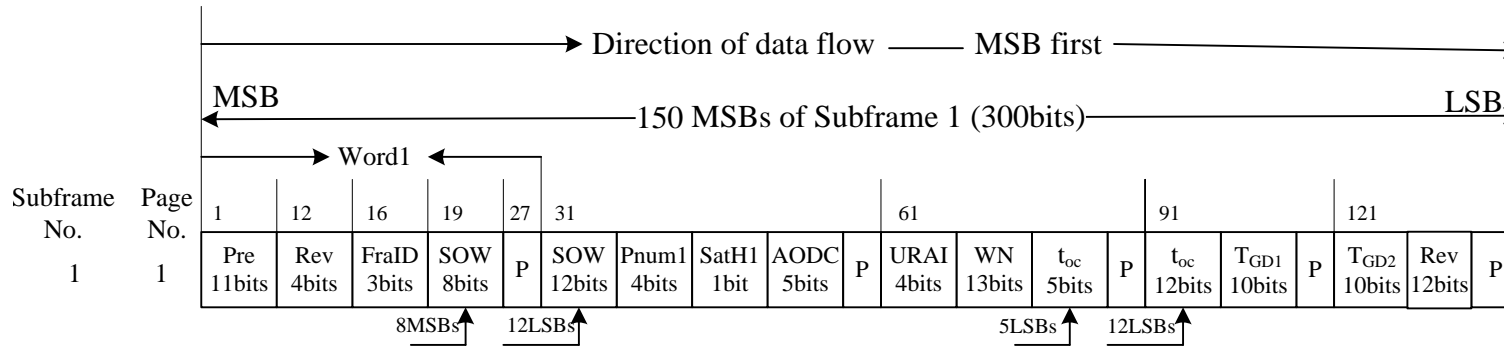 Direction of data flow MSB first
MSB
LSB
150 MSBs of Subframe 1 (300bits)
Word1
Subframe No.
Page No.
1 12 16 19 27 31 61 91 121
1
1
Pre 11bits
Rev 4bits
FraID 3bits
SOW 8bits
P
SOW 12bits
Pnum1 4bits
SatH1 1bit
AODC 5bits
P
URAI 4bits
WN 13bits
toc 5bits
P
toc 12bits
TGD1 10bits
P
TGD2 10bits
Rev 12bits
P
8MSBs
12LSBs
5LSBs
12LSBs